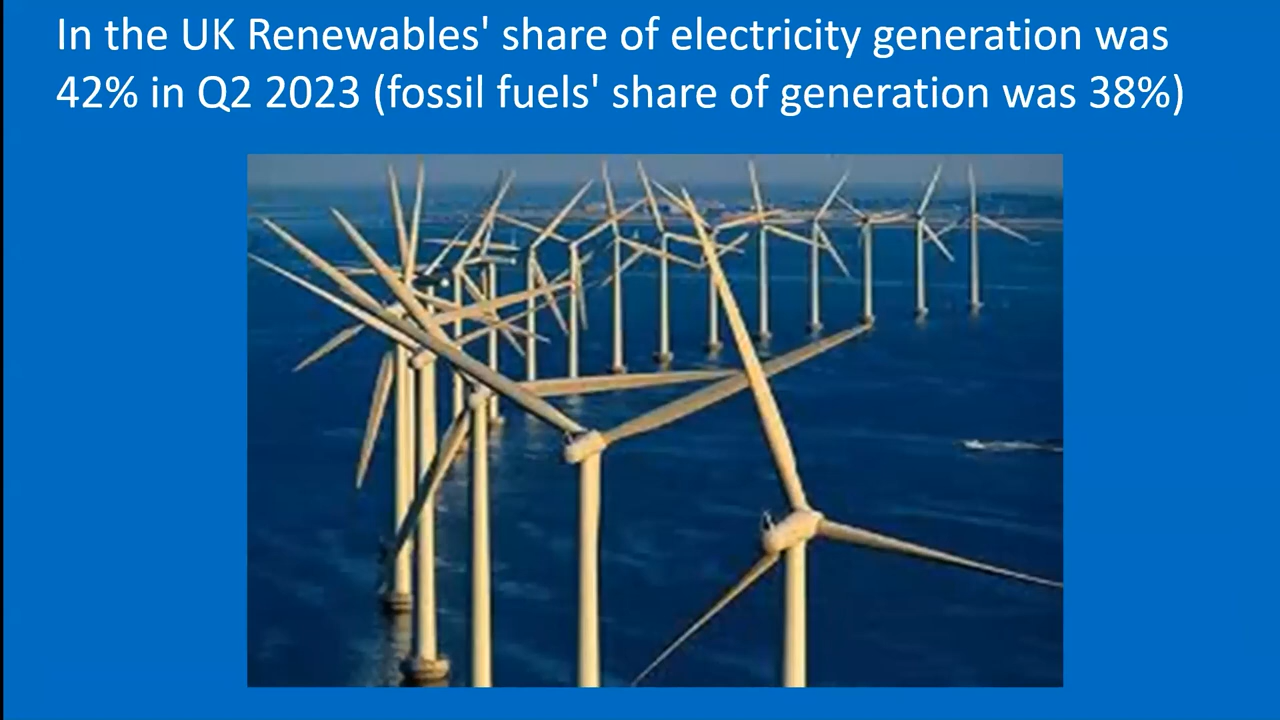 In the UK Renewables' share of electricity generation was
42% in Q2 2023 (fossil fuels' share of generation was 38%)